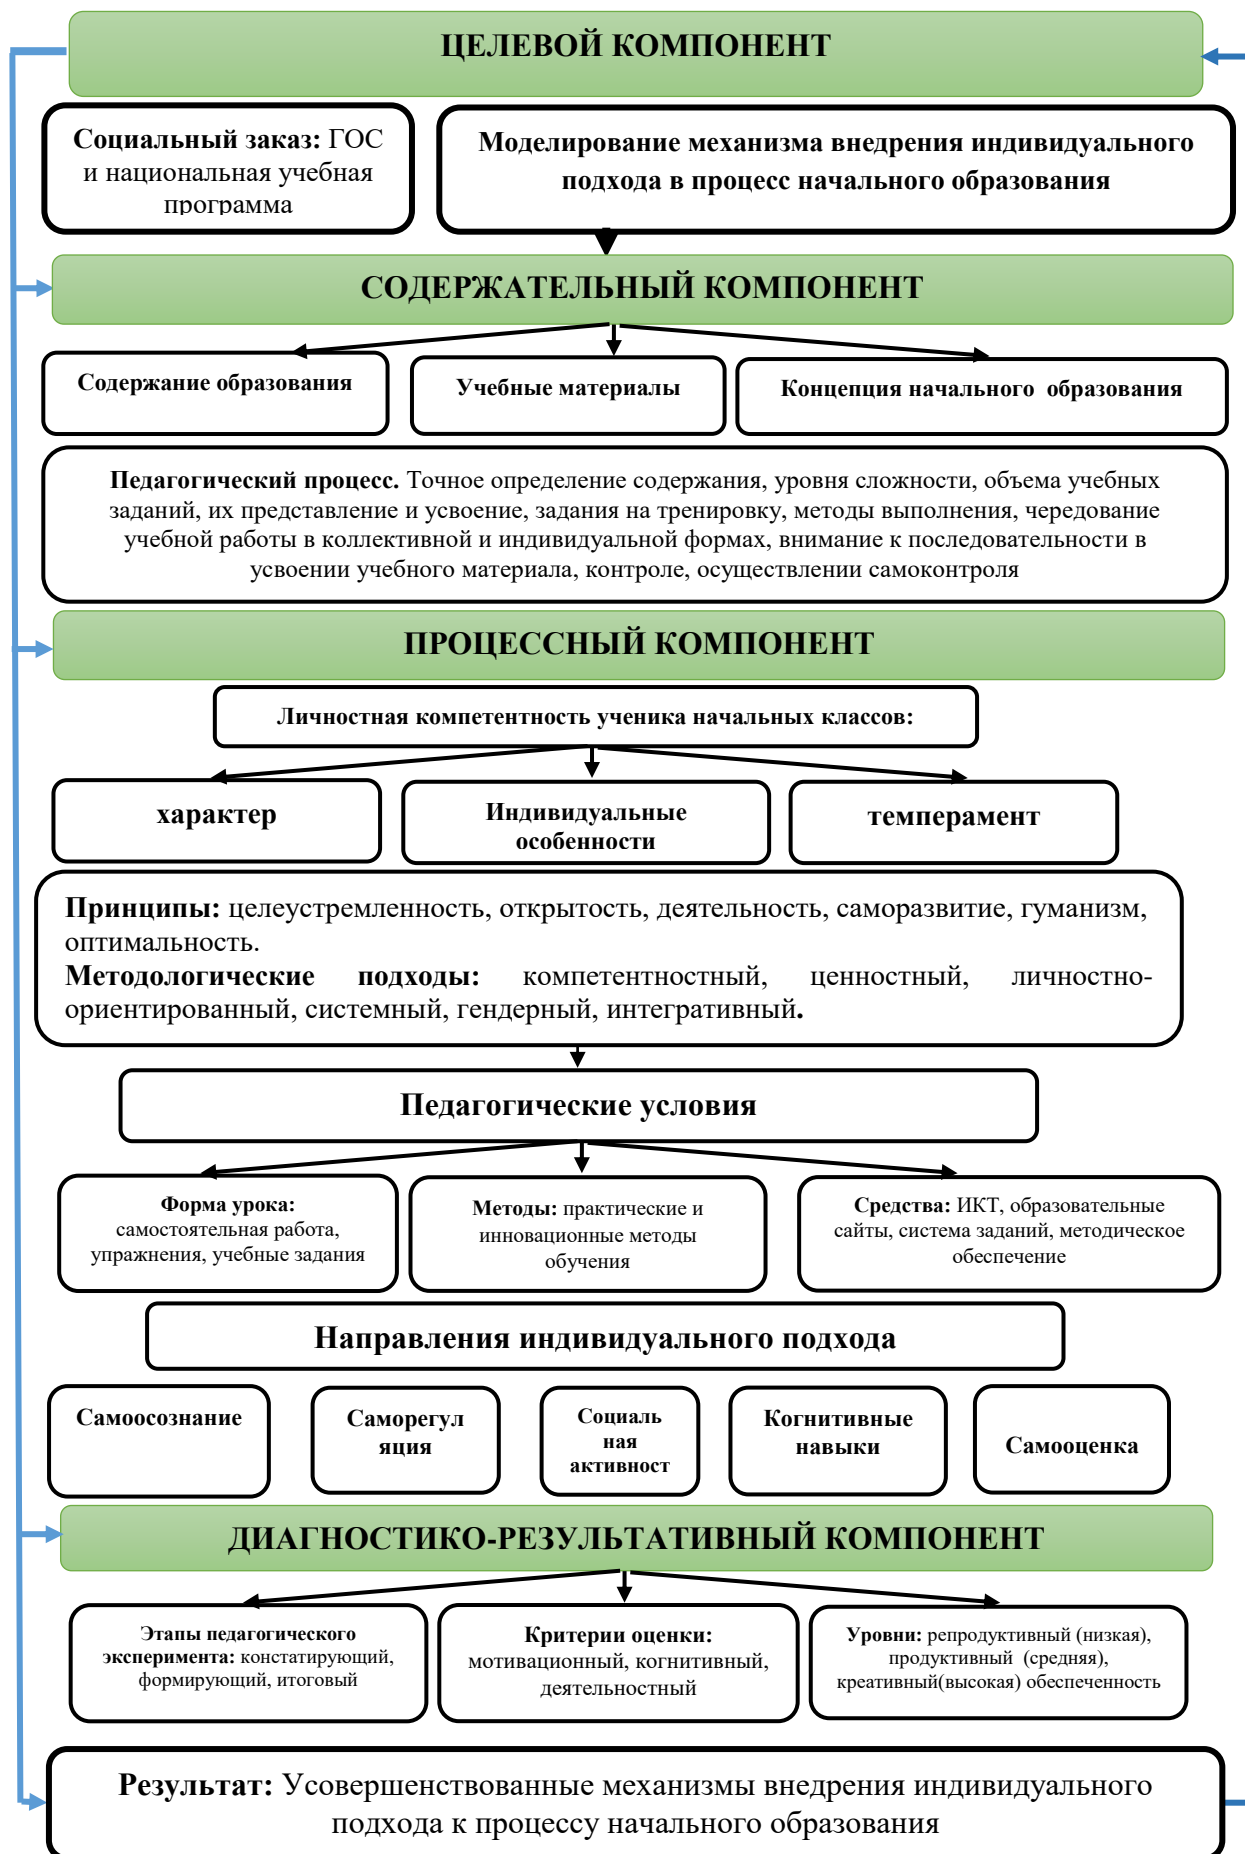 ЦЕЛЕВОЙ КОМПОНЕНТ
Социальный заказ: ГОС
и национальная учебная
программа
Моделирование механизма внедрения индивидуального
подхода в процесс начального образования
СОДЕРЖАТЕЛЬНЫЙ КОМПОНЕНТ
Содержание образования
Учебные материалы
Концепция начального образования
Педагогический процесс. Точное определение содержания, уровня сложности, объема учебных
заданий, их представление и усвоение, задания на тренировку, методы выполнения, чередование
учебной работы в коллективной и индивидуальной формах, внимание к последовательности в
усвоении учебного материала, контроле, осуществлении самоконтроля
ПРОЦЕССНЫЙ КОМПОНЕНТ
Личностная компетентность ученика начальных классов:
характер
Индивидуальные
особенности
темперамент
Принципы: целеустремленность, открытость, деятельность, саморазвитие, гуманизм,
оптимальность.
Методологические подходы: компетентностный, ценностный, личностно-
ориентированный, системный, гендерный, интегративный.
Педагогические условия
Форма урока:
самостоятельная работа,
упражнения, учебные задания
Методы: практические и
инновационные методы
обучения
Средства: ИКТ, образовательные
сайты, система заданий, методическое
обеспечение
Направления индивидуального подхода
Самоосознание
Саморегул
яция
Социаль
ная
активност
Когнитивные
навыки
Самооценка
ДИАГНОСТИКО-РЕЗУЛЬТАТИВНЫЙ КОМПОНЕНТ
Этапы педагогического
эксперимента: констатирующий,
формирующий, итоговый
Критерии оценки:
мотивационный, когнитивный,
деятельностный
Уровни: репродуктивный (низкая),
продуктивный (средняя),
креативный(высокая) обеспеченность
Результат: Усовершенствованные механизмы внедрения индивидуального
подхода к процессу начального образования